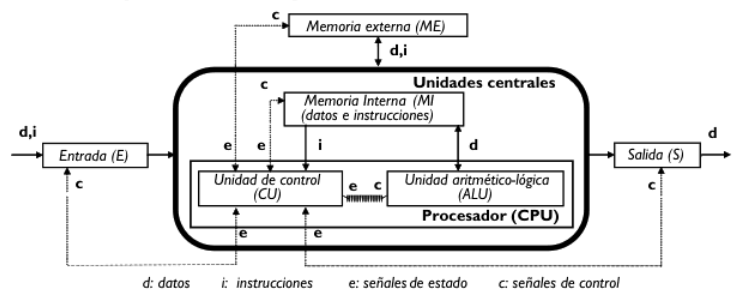 c
Memoria externa (ME)
d,i
Unidades centrales
c
Memoria Interna (MI
(datos e instrucciones)
d,i
e
e
i
d
d
Entrada (E)
Salida (S)
c
Unidad de control
(CU)
e
c
Unidad aritmético-lógica
(ALU)
c
Procesador (CPU)
e
e
d: datos i: instrucciones e: señales de estado c: señales de control